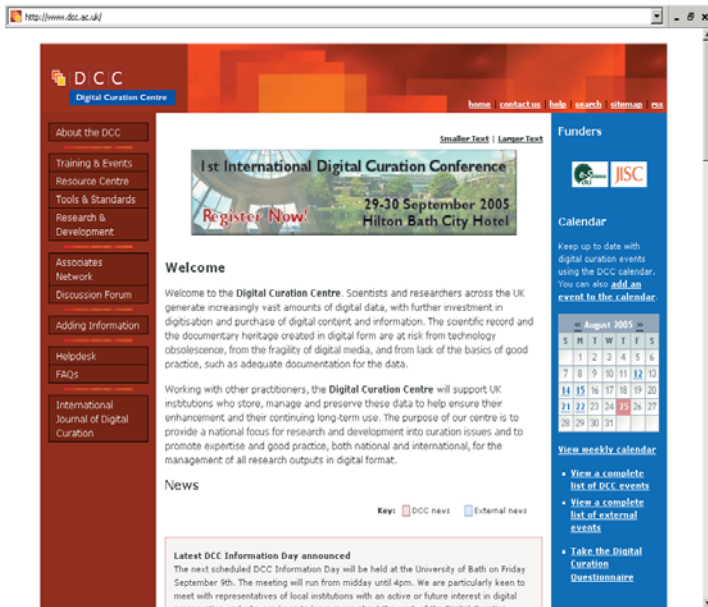 http://www.dcc.ac.uk/
D C C
Digital Curation Centre
home | contact us | help | search | sitemap | rss
About the DCC
Training & Events
Resource Centre
Tools & Standards
Research &
Development
Associates
Network
Discussion Forum
Adding Information
Helpdesk
FAQs
International
Journal of Digital
Curation
Smaller Text | Larger Text
1st International Digital Curation Conference
29-30 September 2005
Register Now!
Hilton Bath City Hotel
Welcome
Welcome to the Digital Curation Centre. Scientists and researchers across the UK
generate increasingly vast amounts of digital data, with further investment in
digitisation and purchase of digital content and information. The scientific record and
the documentary heritage created in digital form are at risk from technology
obsolescence, from the fragility of digital media, and from lack of the basics of good
practice, such as adequate documentation for the data.
Working with other practitioners, the Digital Curation Centre will support UK
institutions who store, manage and preserve these data to help ensure their
enhancement and their continuing long-term use. The purpose of our centre is to
provide a national focus for research and development into curation issues and to
promote expertise and good practice, both national and international, for the
management of all research outputs in digital format.
News
Key: DCC news External news
Latest DCC Information Day announced
The next scheduled DCC Information Day will be held at the University of Bath on Friday
September 9th. The meeting will run from midday until 4pm. We are particularly keen to
meet with representatives of local institutions with an active or future interest in digital
Funders
JISC
Calendar
Keep up to date with
digital curation events
using the DCC calendar.
You can also add an
event to the calendar.
« August 2005 »
S M T W T F S
1 2 3 4 5 6
7 8 9 10 11 12 13
14 15 16 17 18 19 20
21 22 23 24 25 26 27
28 29 30 31
View weekly calendar
View a complete
list of DCC events
View a complete
list of external
events
Take the Digital
Curation
Questionnaire